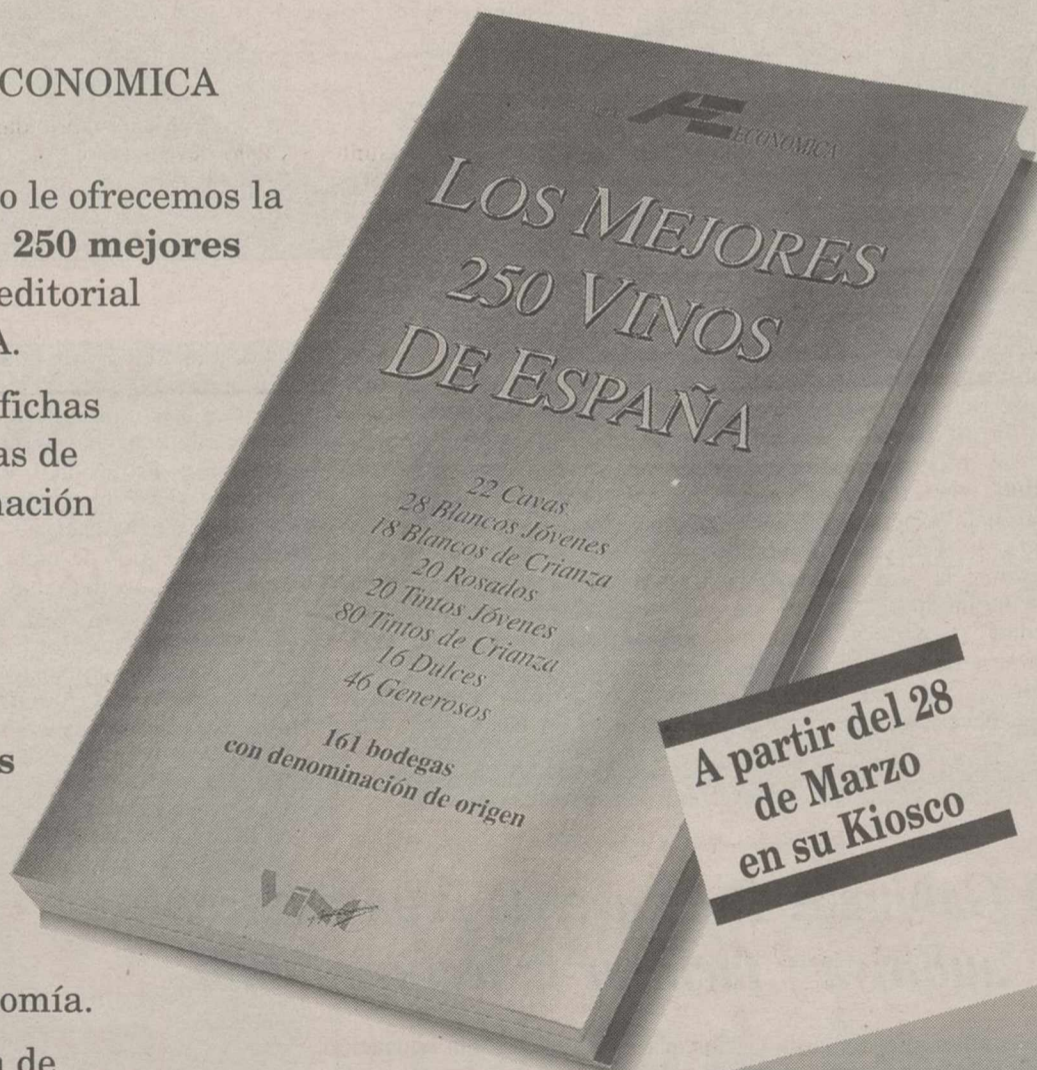 CONOMICA
o le ofrecemos la
250 mejores
editorial
A.
fichas
as de
nación
s
omía.
de
AE
ECONOMICA
LOS MEJORES
250 VINOS
DE ESPAÑA
22 Cavas
28 Blancos Jóvenes
18 Blancos de Crianza
20 Rosados
20 Tintos Jóvenes
80 Tintos de Crianza
16 Dulces
46 Generosos
161 bodegas
con denominación de origen
A partir del 28
de Marzo
en su Kiosco